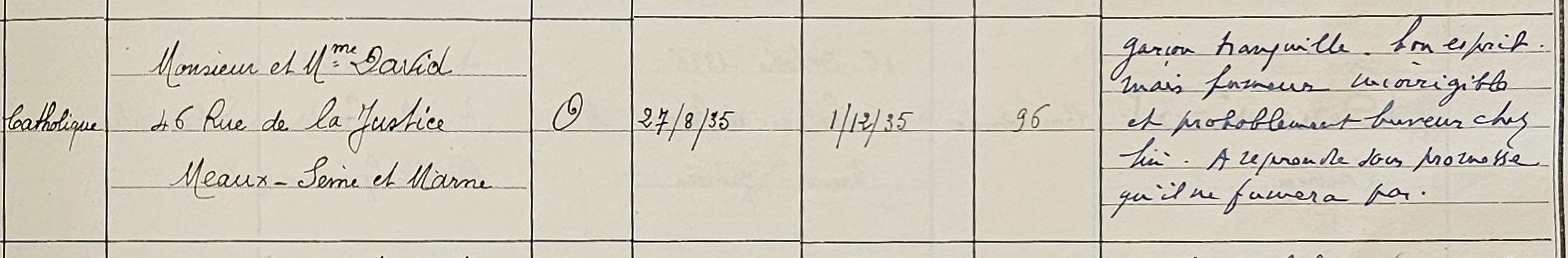 Catholique
Monsieur et Mme David
46 Rue de la Justice
Meaux - Seine et Marne
O
27/8/35
1/12/35
96
garçon tranquille. bon esprit.
mais fumeur incorrigible
et probablement buveur chez
lui. A reprendre sous promesse
qu'il ne fumera pas.